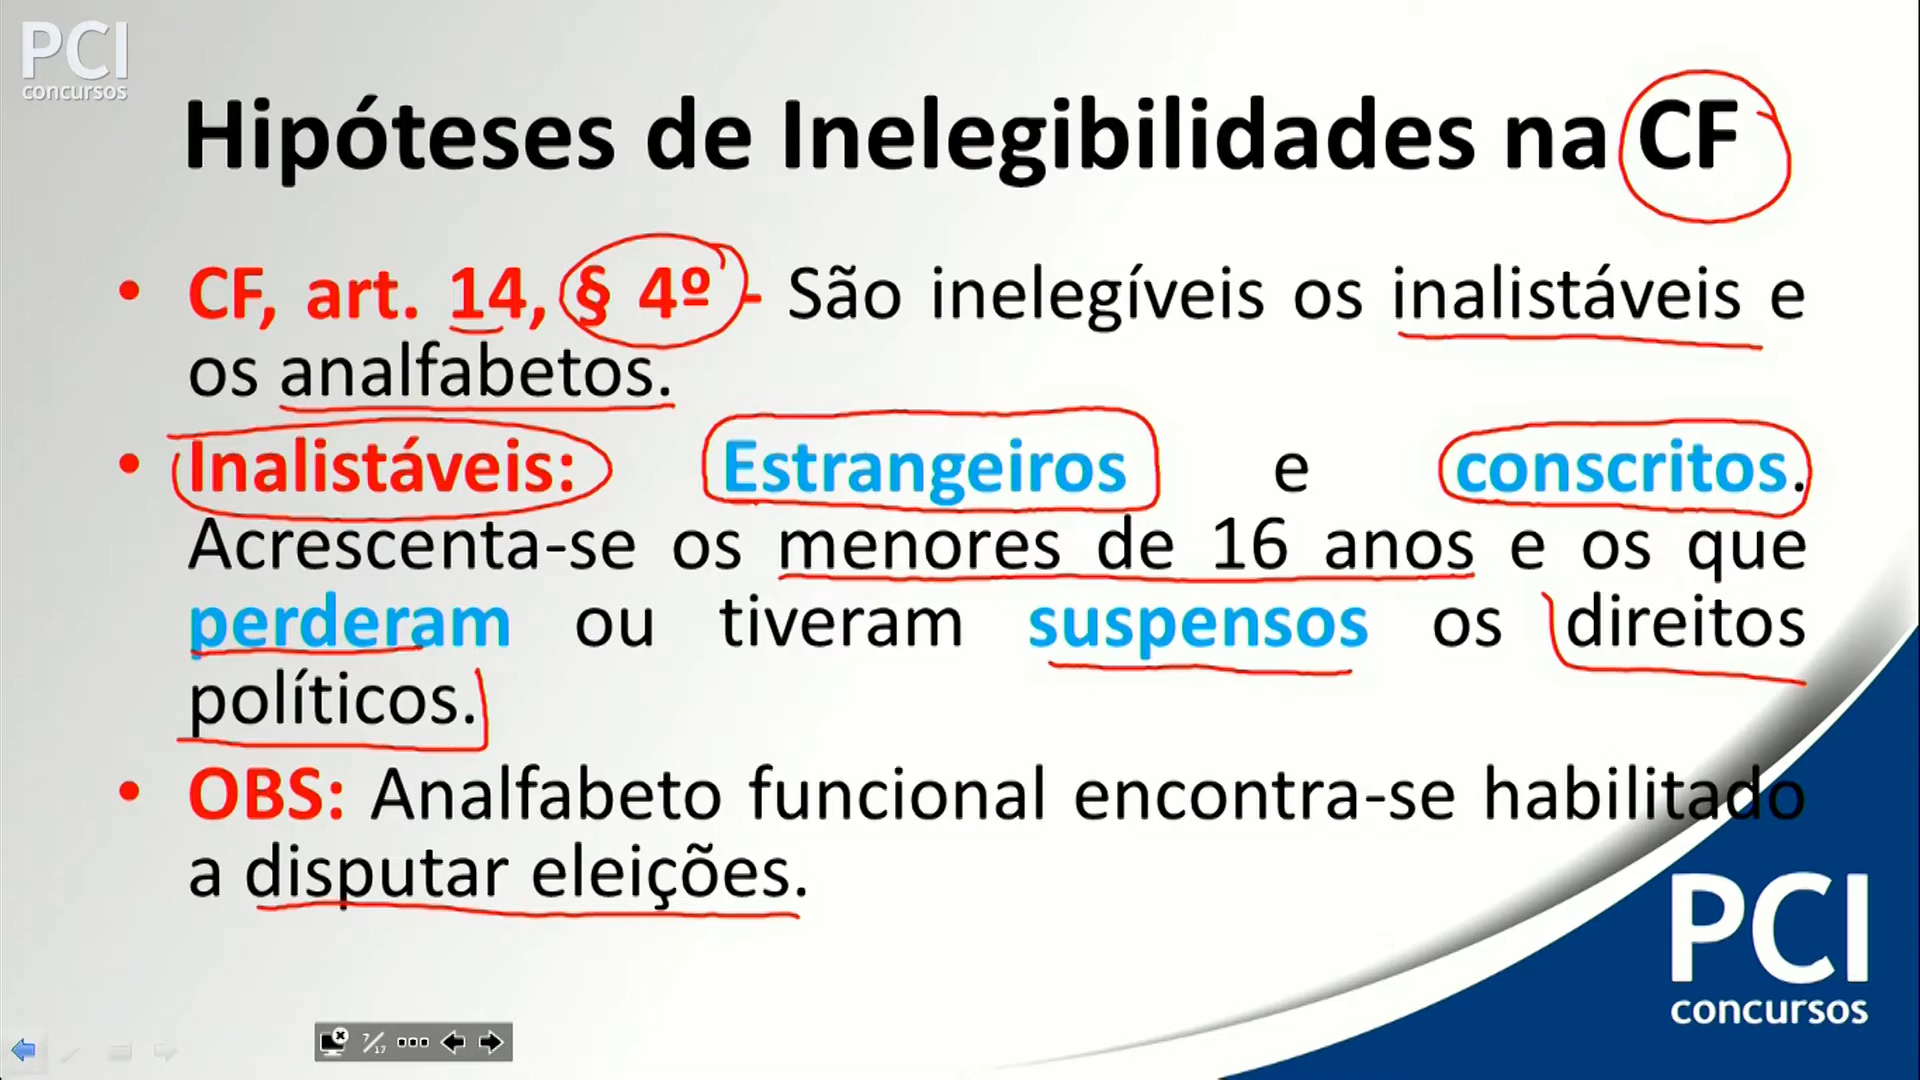 PCI
concursos
Hipóteses de Inelegibilidades na CF
• CF, art. 14, § 4º - São inelegíveis os inalistáveis e
os analfabetos.
• Inalistáveis: Estrangeiros e conscritos.
Acrescenta-se os menores de 16 anos e os que
perderam ou tiveram suspensos os direitos
políticos.
• OBS: Analfabeto funcional encontra-se habilitado
a disputar eleições.
PCI
concursos
7/17